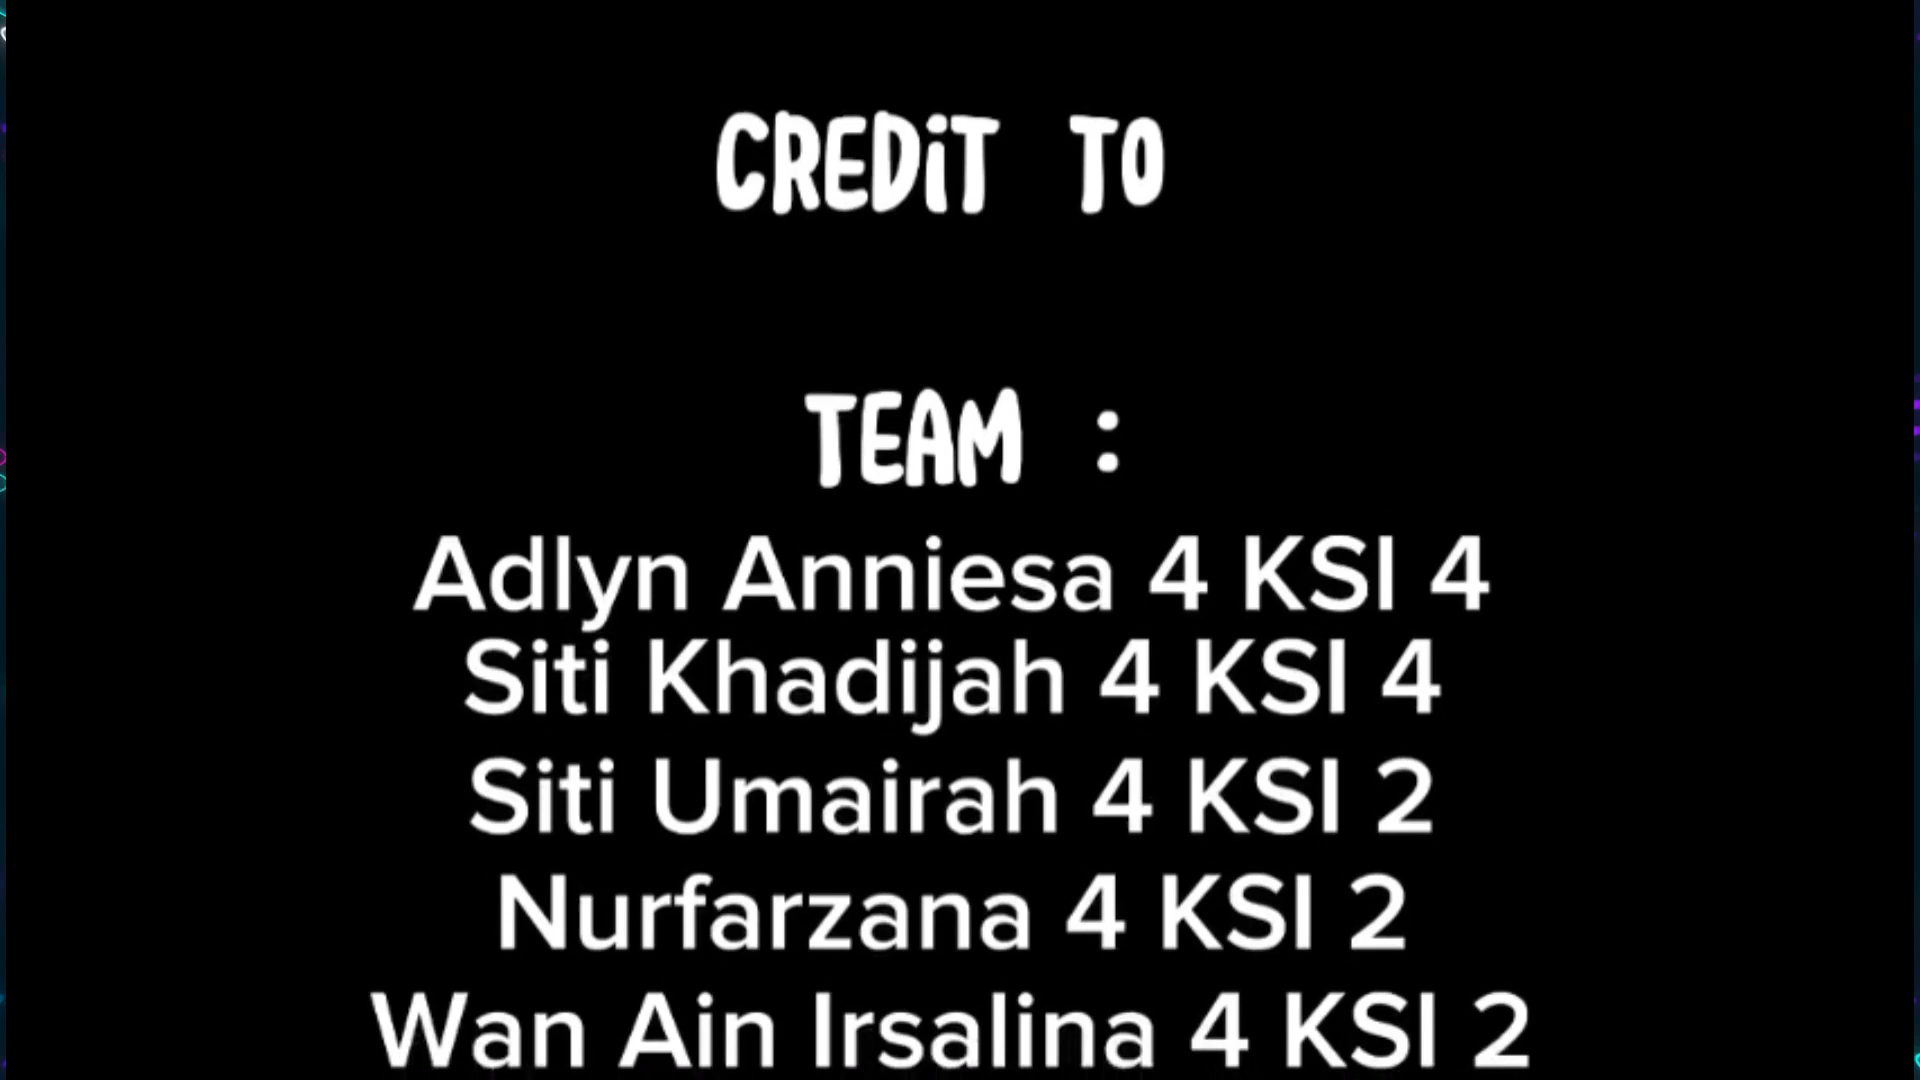 CREDiT TO
TEAM :
Adlyn Anniesa 4 KSI 4
Siti Khadijah 4 KSI 4
Siti Umairah 4 KSI 2
Nurfarzana 4 KSI 2
Wan Ain Irsalina 4 KSI 2